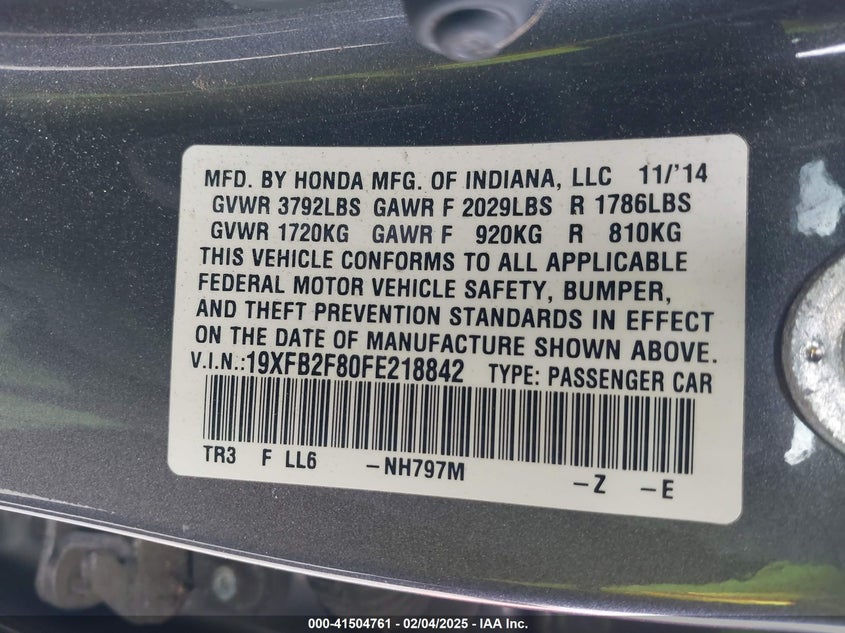 MFD. BY HONDA MFG. OF INDIANA, LLC 11/'14
GVWR 3792LBS GAWR F 2029LBS R 1786LBS
GVWR 1720KG GAWR F 920KG R 810KG
THIS VEHICLE CONFORMS TO ALL APPLICABLE
FEDERAL MOTOR VEHICLE SAFETY, BUMPER,
AND THEFT PREVENTION STANDARDS IN EFFECT
ON THE DATE OF MANUFACTURE SHOWN ABOVE.
V.I.N.:19XFB2F80FE218842 TYPE: PASSENGER CAR
TR3 F LL6 -NH797M -Z -E
000-41504761 - 02/04/2025 - IAA Inc.